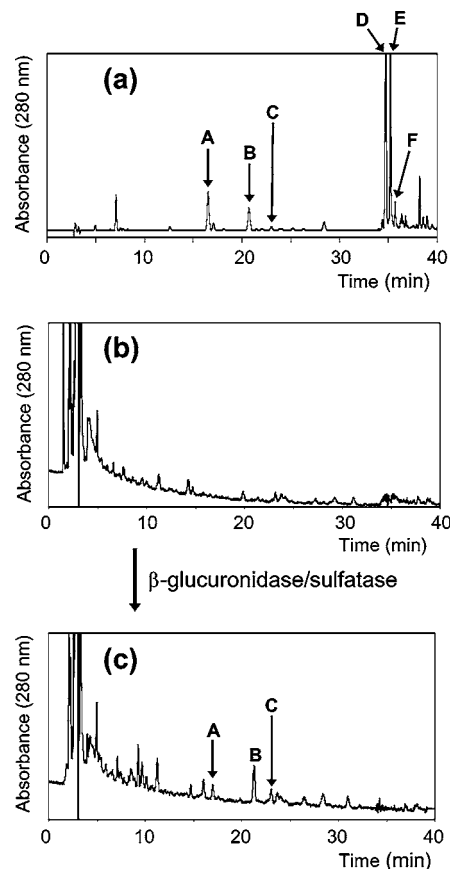 D E
(a)
C
A B F
Absorbance (280 nm)
0 10 20 30 40
Time (min)
(b)
Absorbance (280 nm)
0 10 20 30 40
Time (min)
β-glucuronidase/sulfatase
(c)
C
A B
Absorbance (280 nm)
0 10 20 30 40
Time (min)